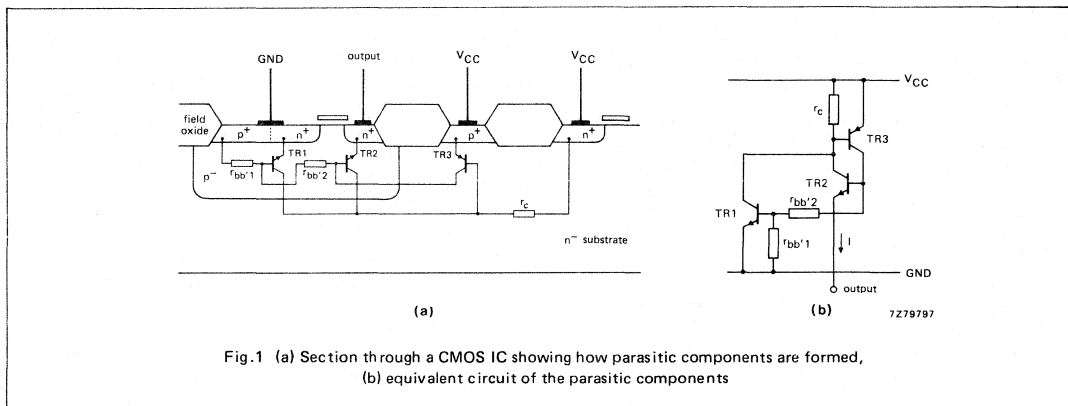 GND
output
VCC
VCC
field
oxide
p+
n+
n+
p+
n+
TR1
TR2
TR3
rbb'1
rbb'2
p−
rc
n− substrate
(a)
VCC
rc
TR3
TR2
TR1
rbb'2
rbb'1
I
GND
output
(b)
7Z79797
Fig.1 (a) Section through a CMOS IC showing how parasitic components are formed,
(b) equivalent circuit of the parasitic components